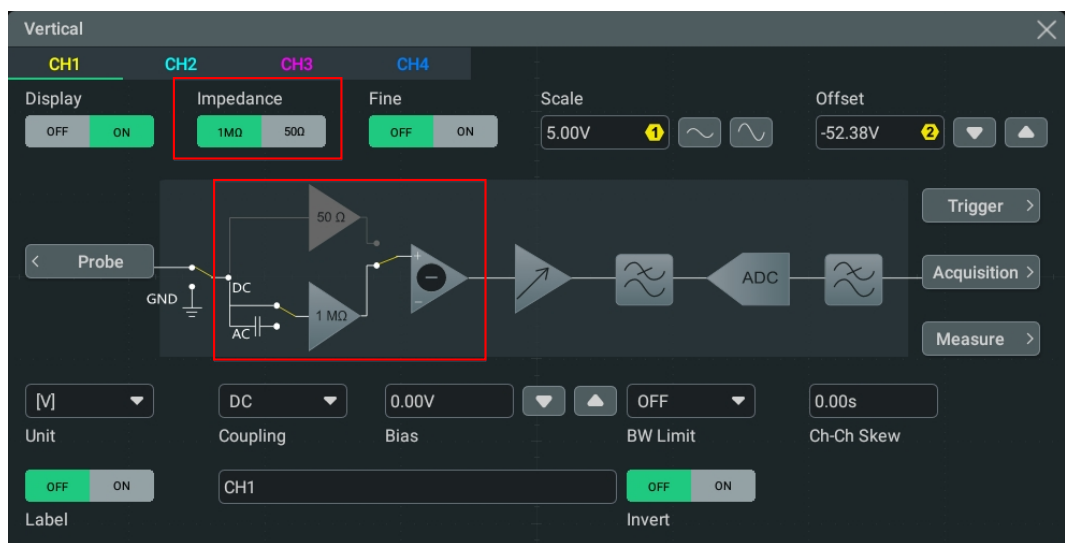 Vertical
CH1 CH2 CH3 CH4
Display Impedance Fine Scale Offset
OFF ON 1MΩ 50Ω OFF ON 5.00V 1 -52.38V 2
50 Ω
Trigger >
< Probe
+
−
ADC
Acquisition >
GND
DC
1 MΩ
AC
Measure >
[V] DC 0.00V OFF 0.00s
Unit Coupling Bias BW Limit Ch-Ch Skew
OFF ON CH1 OFF ON
Label Invert